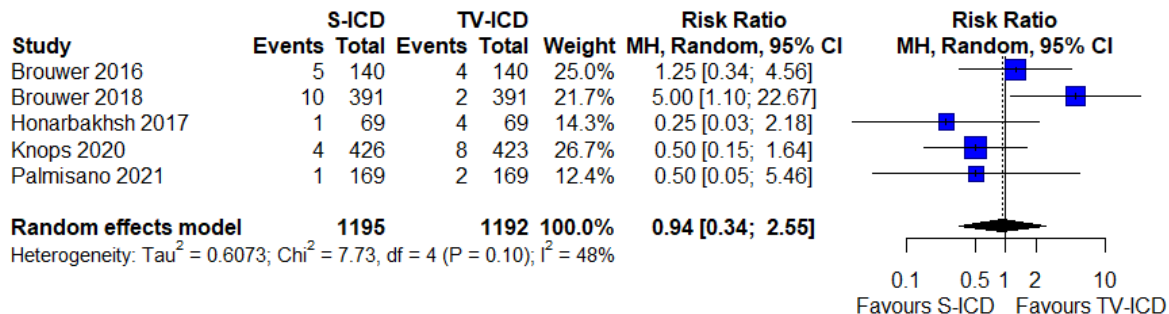 S-ICD TV-ICD Risk Ratio Risk Ratio
Study Events Total Events Total Weight MH, Random, 95% CI MH, Random, 95% CI
Brouwer 2016 5 140 4 140 25.0% 1.25 [0.34; 4.56]
Brouwer 2018 10 391 2 391 21.7% 5.00 [1.10; 22.67]
Honarbakhsh 2017 1 69 4 69 14.3% 0.25 [0.03; 2.18]
Knops 2020 4 426 8 423 26.7% 0.50 [0.15; 1.64]
Palmisano 2021 1 169 2 169 12.4% 0.50 [0.05; 5.46]
Random effects model 1195 1192 100.0% 0.94 [0.34; 2.55]
Heterogeneity: Tau² = 0.6073; Chi² = 7.73, df = 4 (P = 0.10); I² = 48%
0.1 0.5 1 2 10
Favours S-ICD Favours TV-ICD